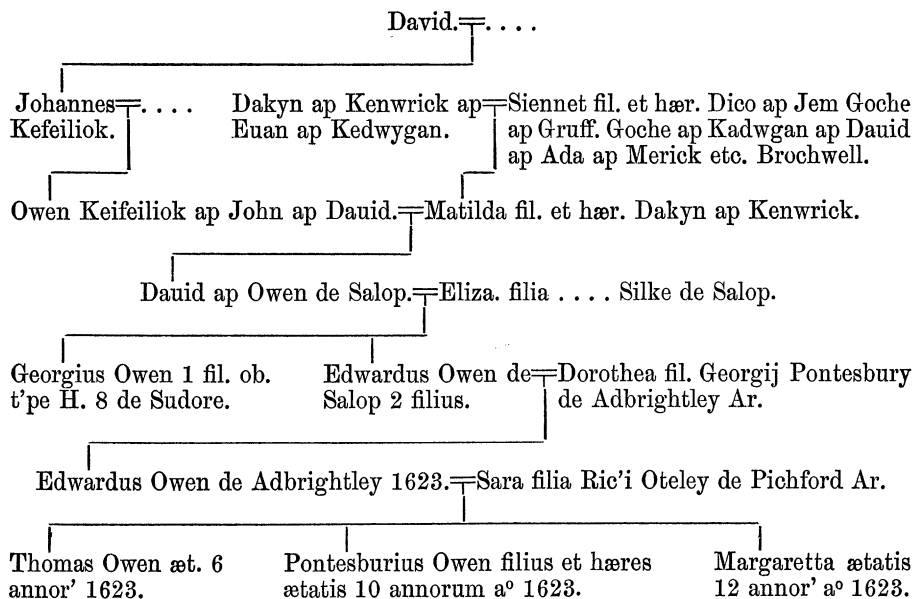 David. . . . .
Johannes . . . .
Kefeiliok.
Dakyn ap Kenwrick ap
Euan ap Kedwygan.
Siennet fil. et hær. Dico ap Jem Goche
ap Gruff. Goche ap Kadwgan ap Dauid
ap Ada ap Merick etc. Brochwell.
Owen Keifeiliok ap John ap Dauid.
Matilda fil. et hær. Dakyn ap Kenwrick.
Dauid ap Owen de Salop.
Eliza. filia . . . . Silke de Salop.
Georgius Owen 1 fil. ob.
t'pe H. 8 de Sudore.
Edwardus Owen de
Salop 2 filius.
Dorothea fil. Georgij Pontesbury
de Adbrightley Ar.
Edwardus Owen de Adbrightley 1623.
Sara filia Ric'i Oteley de Pichford Ar.
Thomas Owen æt. 6
annor' 1623.
Pontesburius Owen filius et hæres
ætatis 10 annorum aº 1623.
Margaretta ætatis
12 annor' aº 1623.